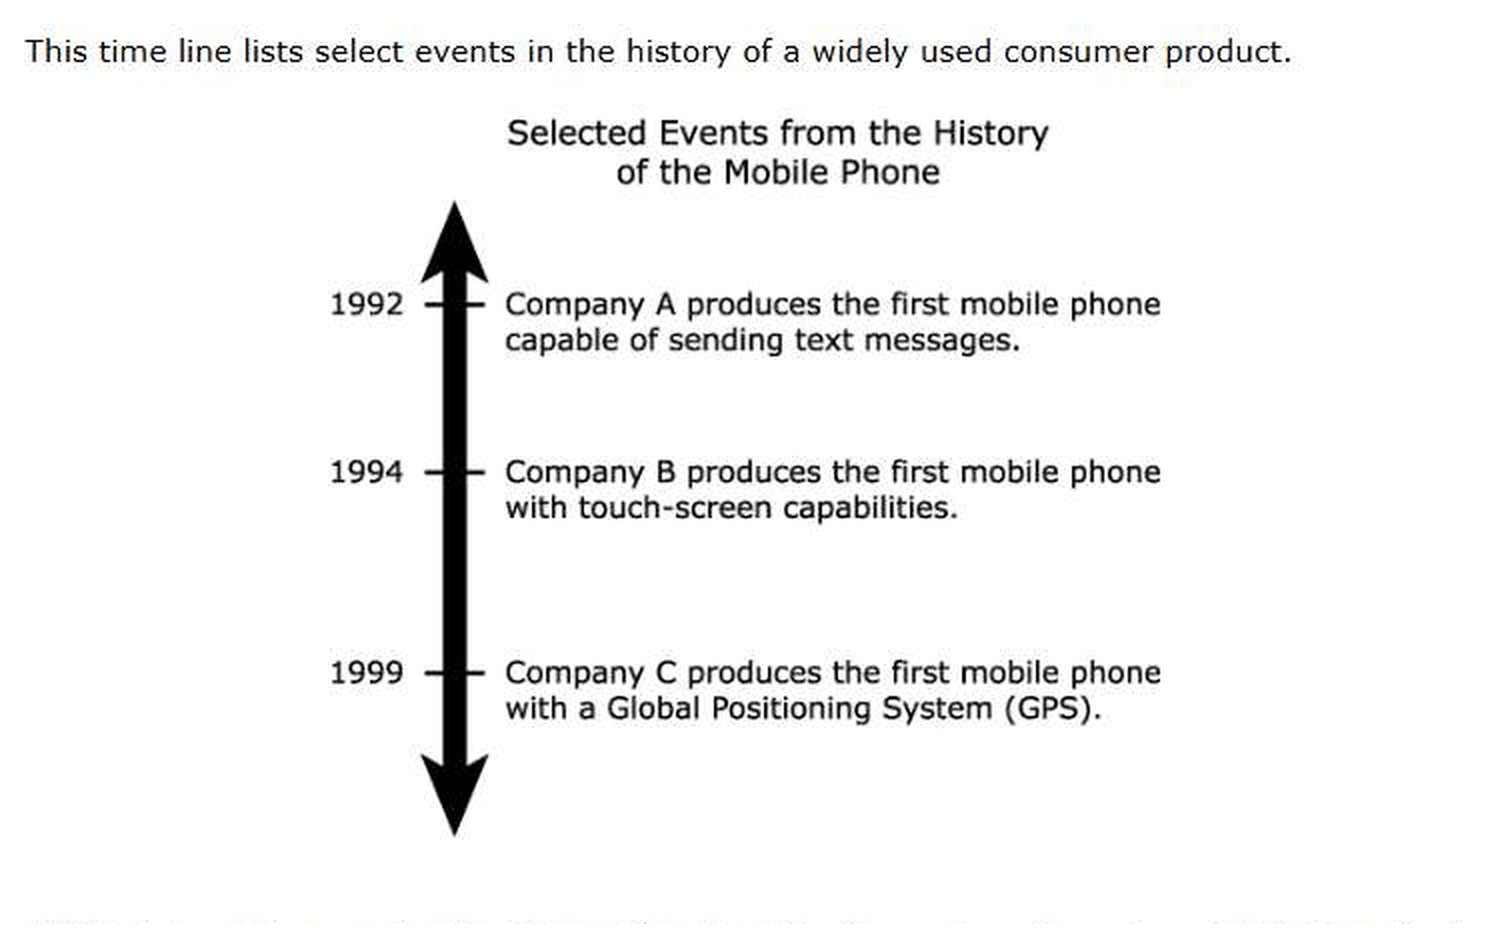 This time line lists select events in the history of a widely used consumer product.
Selected Events from the History
of the Mobile Phone
1992
Company A produces the first mobile phone
capable of sending text messages.
1994
Company B produces the first mobile phone
with touch-screen capabilities.
1999
Company C produces the first mobile phone
with a Global Positioning System (GPS).